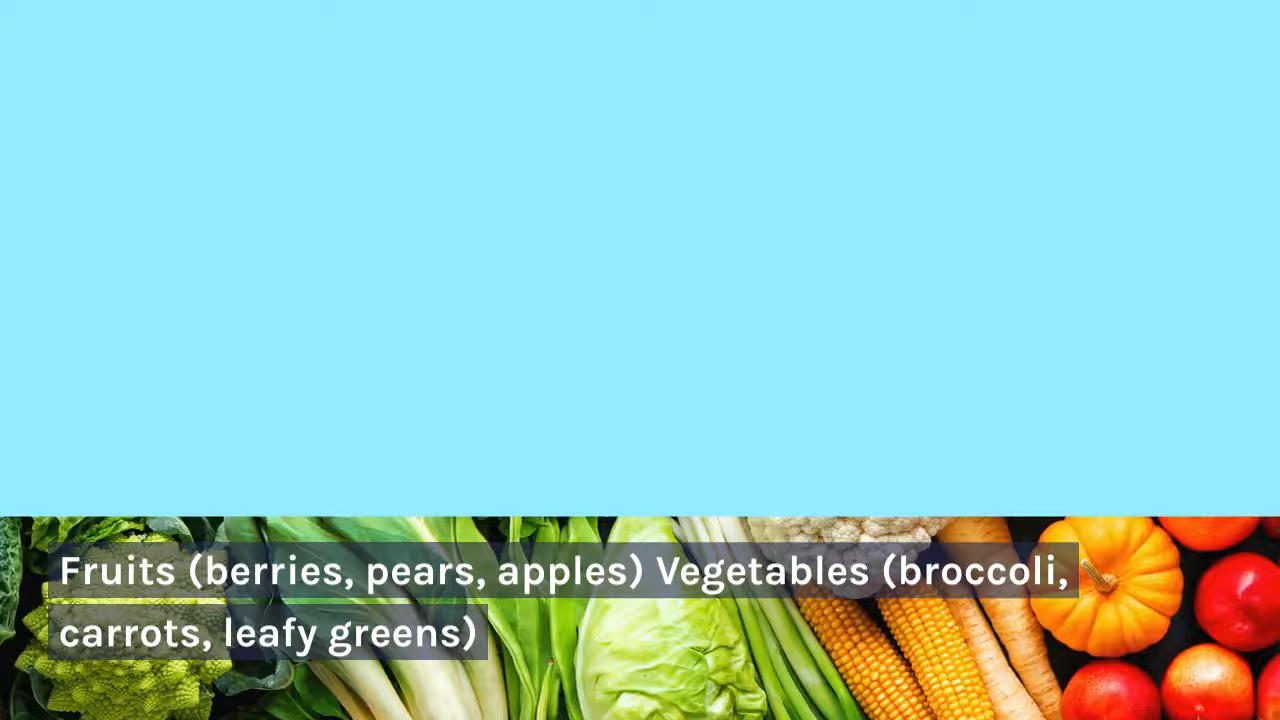 Fruits (berries, pears, apples) Vegetables (broccoli,
carrots, leafy greens)